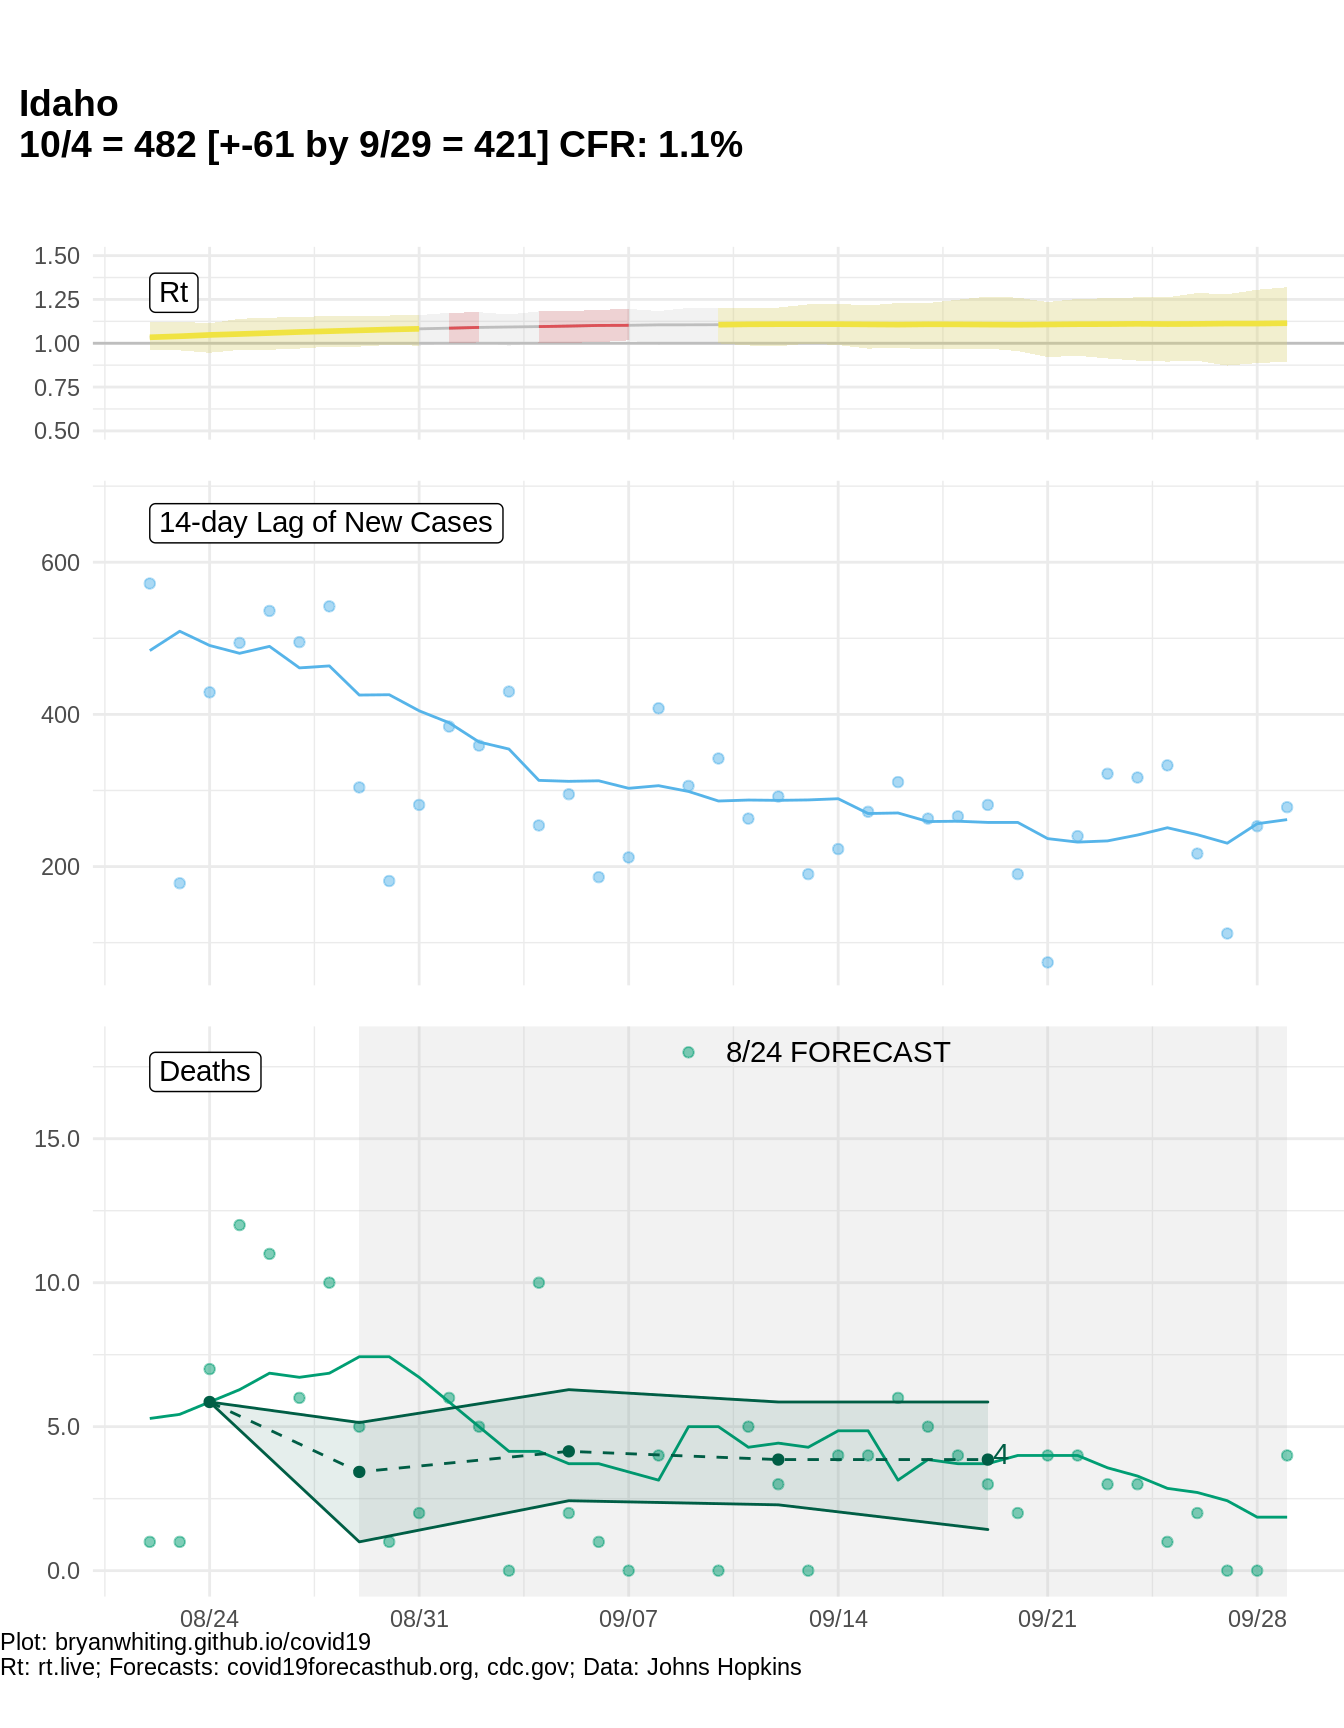 Idaho
10/4 = 482 [+-61 by 9/29 = 421] CFR: 1.1%
1.50
Rt
1.25
1.00
0.75
0.50
14-day Lag of New Cases
600
400
200
8/24 FORECAST
Deaths
15.0
10.0
5.0
4
0.0
08/24 08/31 09/07 09/14 09/21 09/28
Plot: bryanwhiting.github.io/covid19
Rt: rt.live; Forecasts: covid19forecasthub.org, cdc.gov; Data: Johns Hopkins